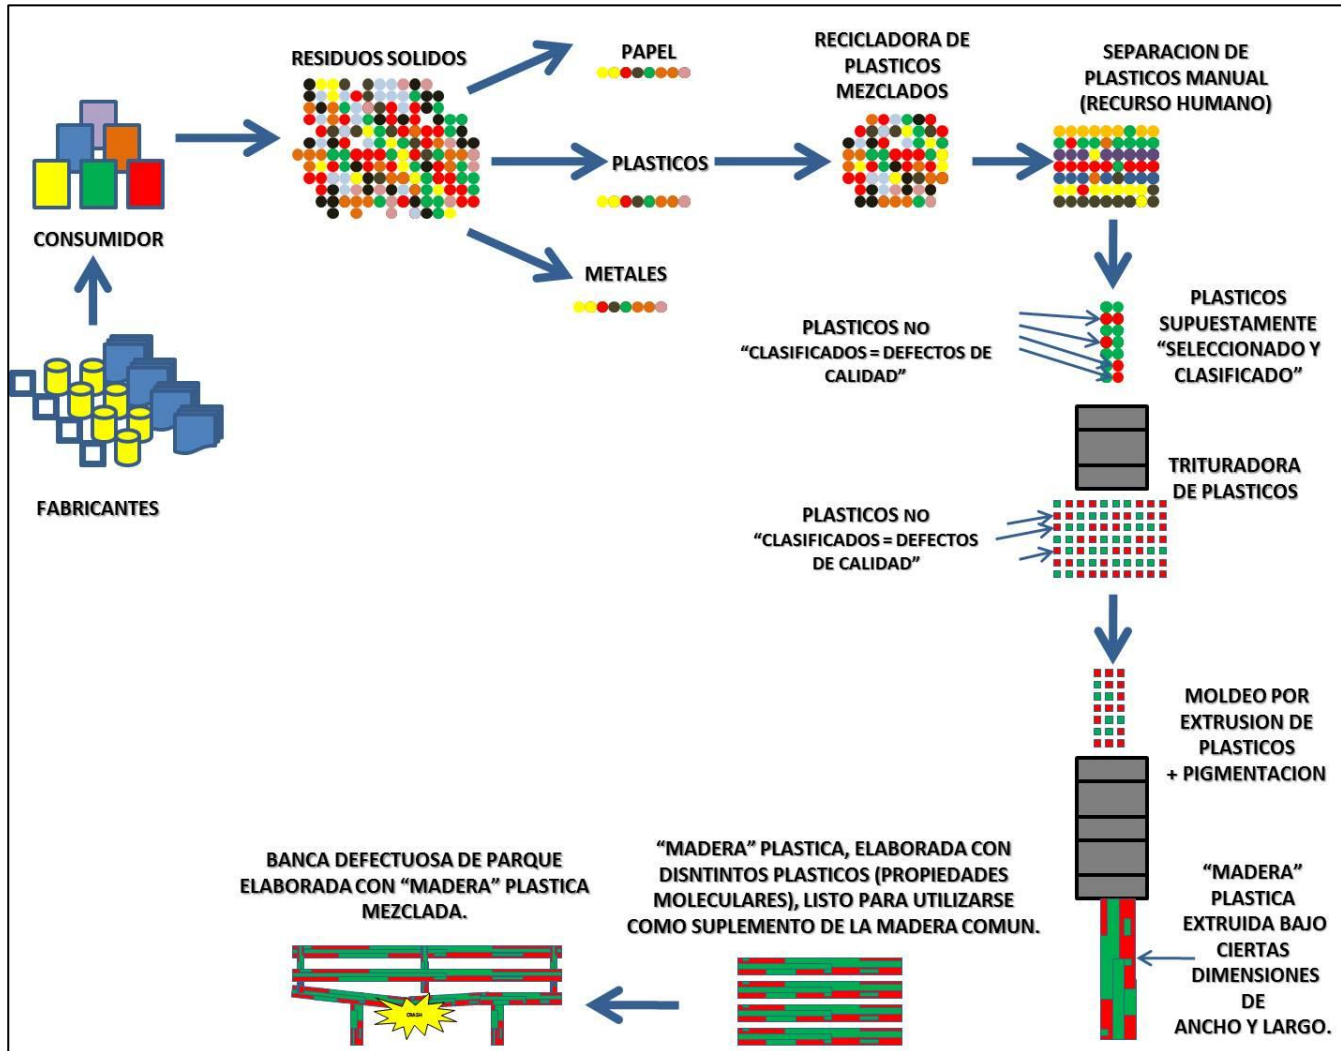 RESIDUOS SOLIDOS
PAPEL
RECICLADORA DE
PLASTICOS
MEZCLADOS
SEPARACION DE
PLASTICOS MANUAL
(RECURSO HUMANO)
PLASTICOS
CONSUMIDOR
METALES
PLASTICOS NO
“CLASIFICADOS = DEFECTOS DE
CALIDAD”
PLASTICOS
SUPUESTAMENTE
“SELECCIONADO Y
CLASIFICADO”
FABRICANTES
TRITURADORA
DE PLASTICOS
PLASTICOS NO
“CLASIFICADOS = DEFECTOS
DE CALIDAD”
MOLDEO POR
EXTRUSION DE
PLASTICOS
+ PIGMENTACION
BANCA DEFECTUOSA DE PARQUE
ELABORADA CON “MADERA” PLASTICA
MEZCLADA.
“MADERA” PLASTICA, ELABORADA CON
DISNTINTOS PLASTICOS (PROPIEDADES
MOLECULARES), LISTO PARA UTILIZARSE
COMO SUPLEMENTO DE LA MADERA COMUN.
“MADERA”
PLASTICA
EXTRUIDA BAJO
CIERTAS
DIMENSIONES
DE
ANCHO Y LARGO.
CRASH